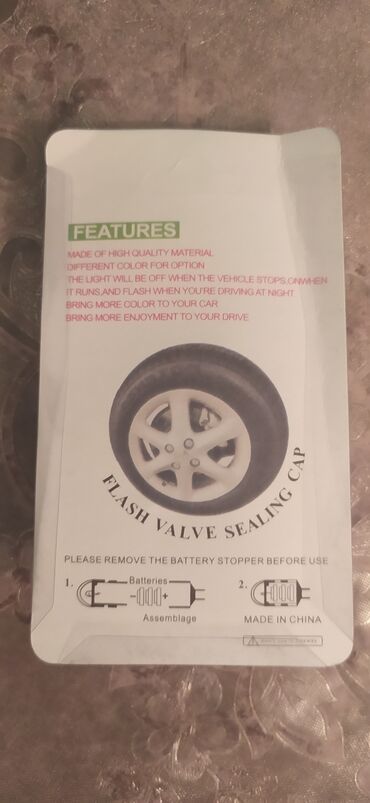 FEATURES
MADE OF HIGH QUALITY MATERIAL
DIFFERENT COLOR FOR OPTION
THE LIGHT WILL BE OFF WHEN THE VEHICLE STOPS,ONWHEN
IT RUNS,AND FLASH WHEN YOU'RE DRIVING AT NIGHT
BRING MORE COLOR TO YOUR CAR
BRING MORE ENJOYMENT TO YOUR DRIVE
FLASH VALVE SEALING CAP
PLEASE REMOVE THE BATTERY STOPPER BEFORE USE
1. Batteries 2.
- +
Assemblage MADE IN CHINA